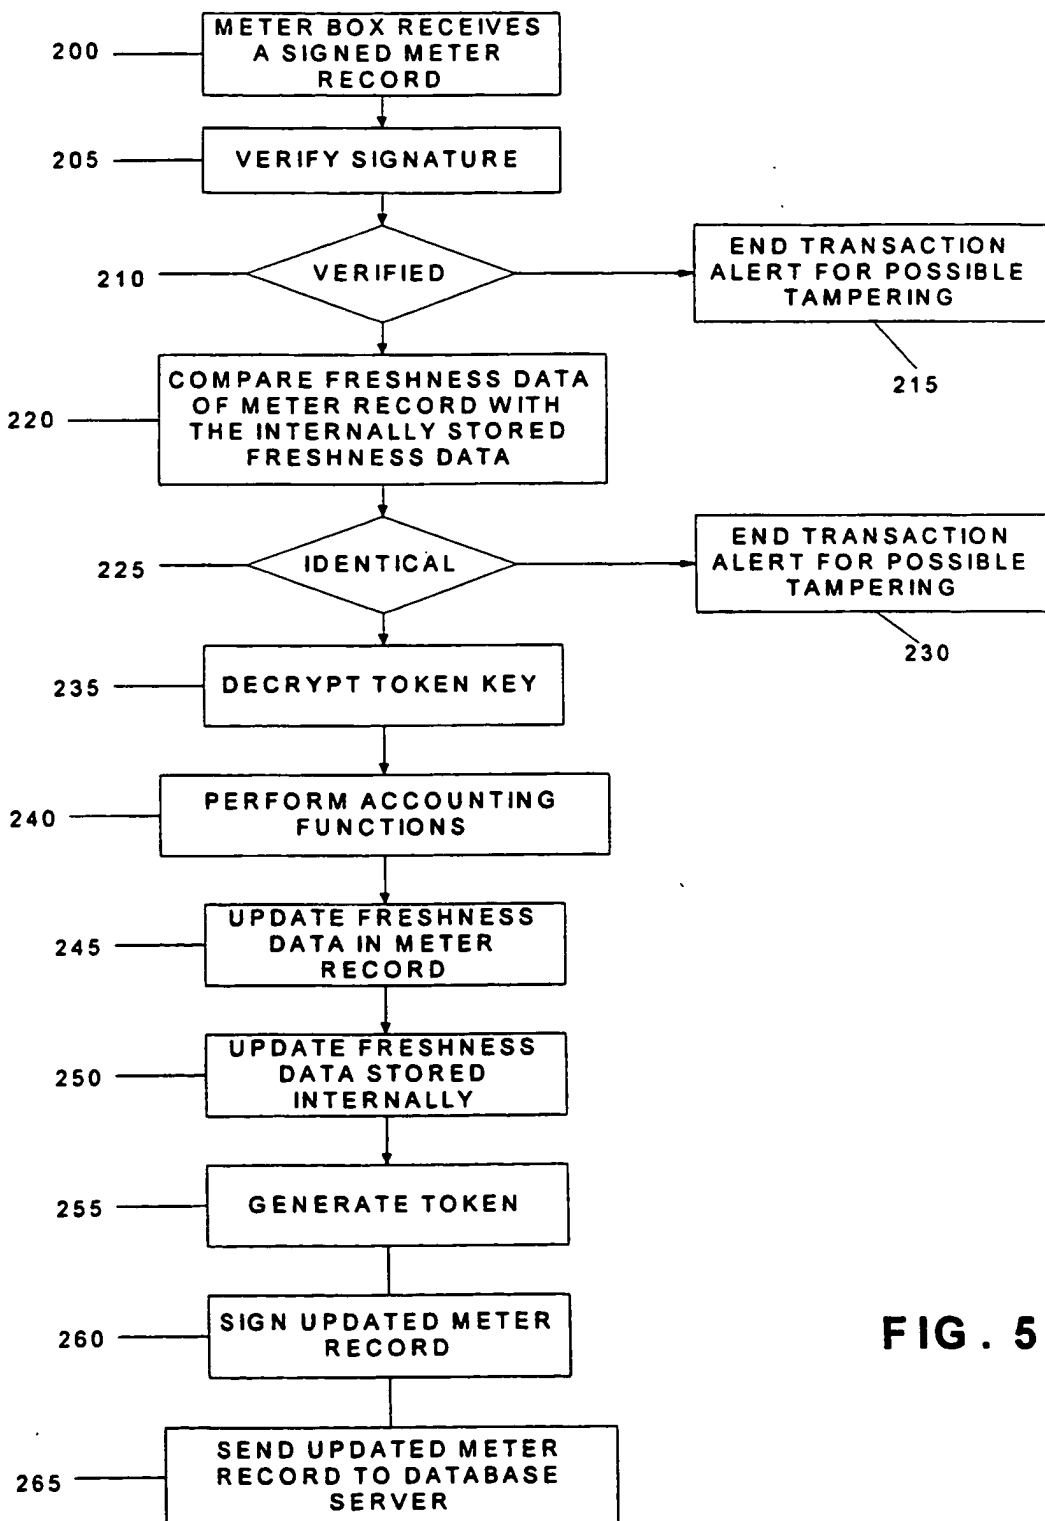 METER BOX RECEIVES
A SIGNED METER
RECORD
200
VERIFY SIGNATURE
205
VERIFIED
210
END TRANSACTION
ALERT FOR POSSIBLE
TAMPERING
215
COMPARE FRESHNESS DATA
OF METER RECORD WITH
THE INTERNALLY STORED
FRESHNESS DATA
220
IDENTICAL
225
END TRANSACTION
ALERT FOR POSSIBLE
TAMPERING
230
DECRYPT TOKEN KEY
235
PERFORM ACCOUNTING
FUNCTIONS
240
UPDATE FRESHNESS
DATA IN METER
RECORD
245
UPDATE FRESHNESS
DATA STORED
INTERNALLY
250
GENERATE TOKEN
255
SIGN UPDATED METER
RECORD
260
SEND UPDATED METER
RECORD TO DATABASE
SERVER
265
FIG. 5